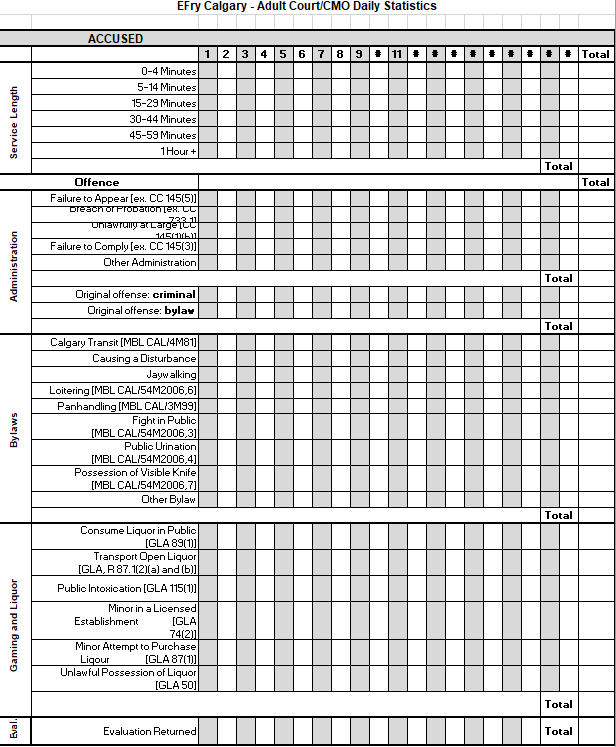 EFry Calgary - Adult Court/CMO Daily Statistics
ACCUSED
1 2 3 4 5 6 7 8 9 # 11 # # # # # # # # # Total
Service Length
0-4 Minutes
5-14 Minutes
15-29 Minutes
30-44 Minutes
45-59 Minutes
1 Hour +
Total
Offence Total
Administration
Failure to Appear [ex. CC 145(5)]
Breach of Probation [ex. CC
733.1]
Unlawfully at Large [CC
145(1)(b)]
Failure to Comply [ex. CC 145(3)]
Other Administration
Total
Original offense: criminal
Original offense: bylaw
Total
Bylaws
Calgary Transit [MBL CAL/4M81]
Causing a Disturbance
Jaywalking
Loitering [MBL CAL/54M2006,6]
Panhandling [MBL CAL/3M99]
Fight in Public
[MBL CAL/54M2006,3]
Public Urination
[MBL CAL/54M2006,4]
Possession of Visible Knife
[MBL CAL/54M2006,7]
Other Bylaw
Total
Gaming and Liquor
Consume Liquor in Public
[GLA 89(1)]
Transport Open Liquor
[GLA, R 87.1(2)(a) and (b)]
Public Intoxication [GLA 115(1)]
Minor in a Licensed
Establishment [GLA
74(2)]
Minor Attempt to Purchase
Liqour [GLA 87(1)]
Unlawful Possession of Liquor
[GLA 50]
Total
Eval.
Evaluation Returned Total